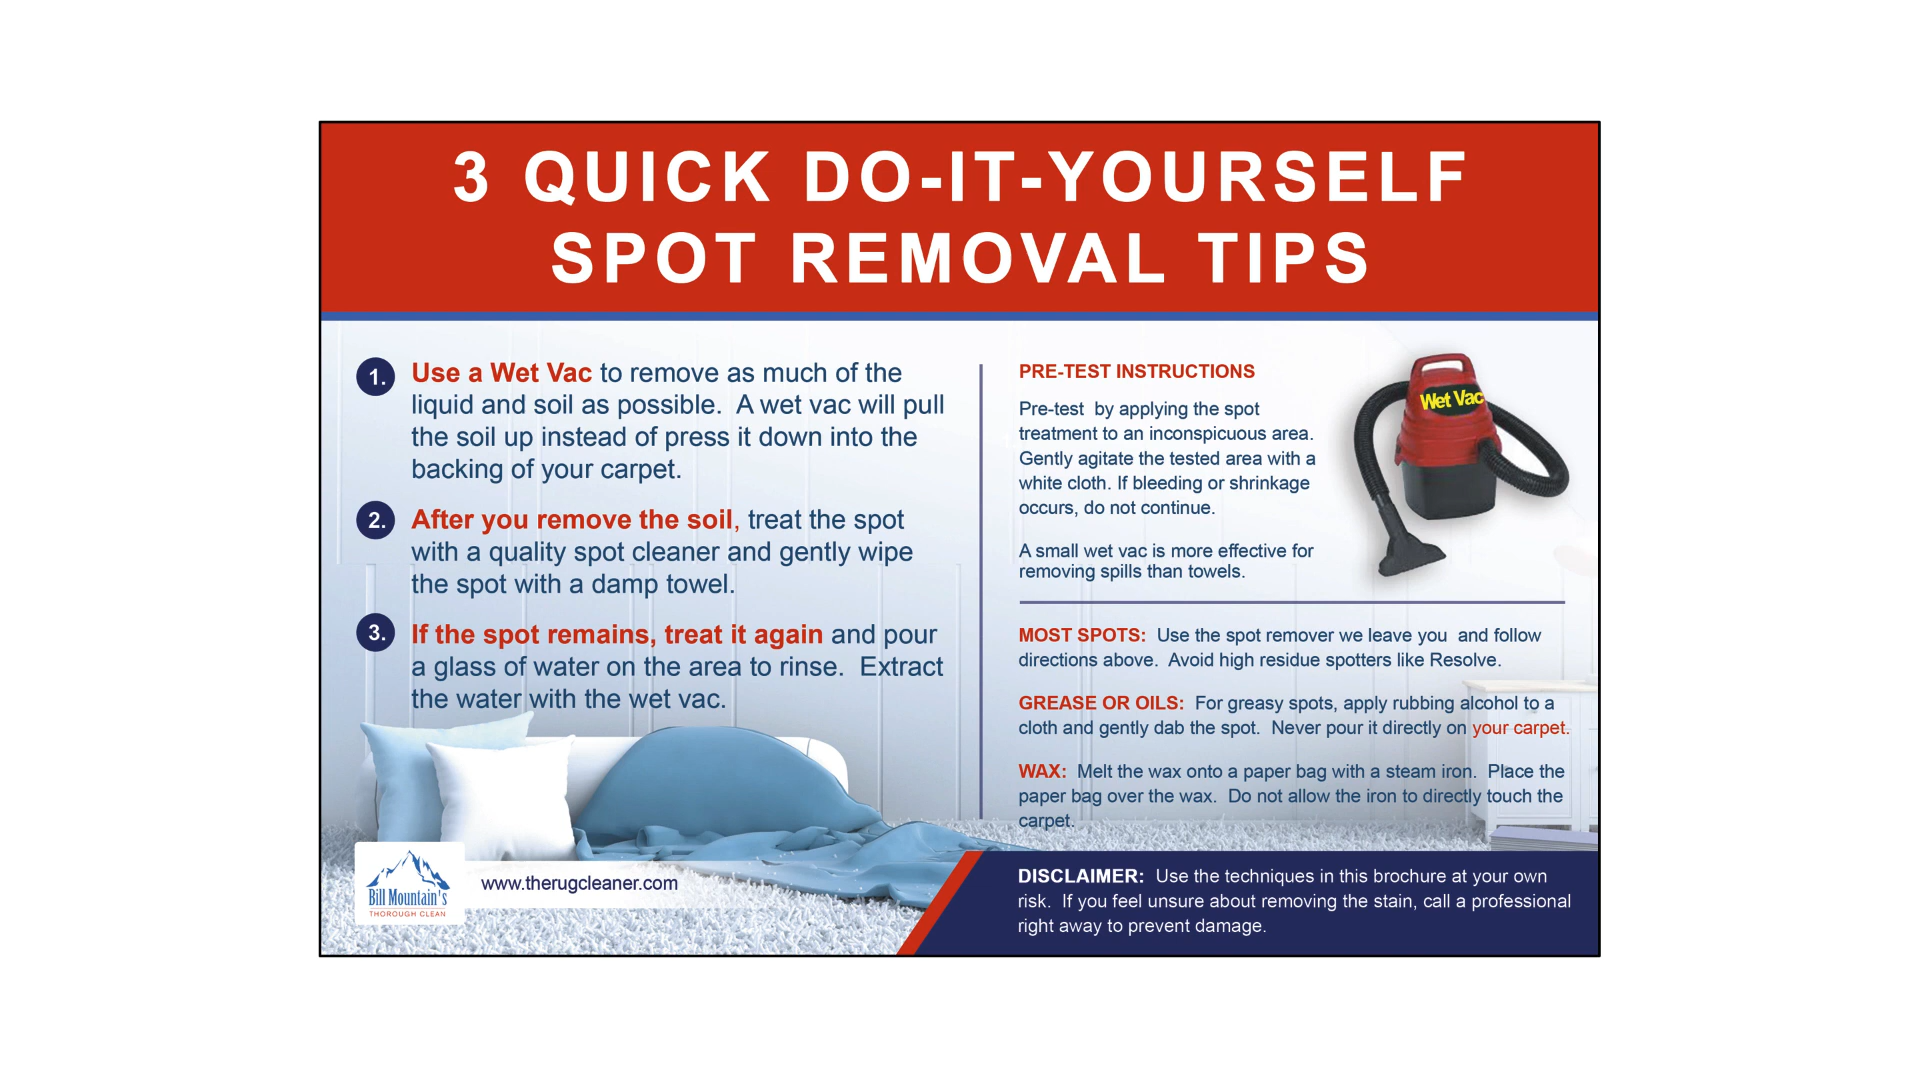 3 QUICK DO-IT-YOURSELF
SPOT REMOVAL TIPS
1. Use a Wet Vac to remove as much of the
liquid and soil as possible.  A wet vac will pull
the soil up instead of press it down into the
backing of your carpet.
2. After you remove the soil, treat the spot
with a quality spot cleaner and gently wipe
the spot with a damp towel.
3. If the spot remains, treat it again and pour
a glass of water on the area to rinse.  Extract
the water with the wet vac.
PRE-TEST INSTRUCTIONS
Pre-test  by applying the spot
treatment to an inconspicuous area.
Gently agitate the tested area with a
white cloth. If bleeding or shrinkage
occurs, do not continue.
A small wet vac is more effective for
removing spills than towels.
Wet Vac
MOST SPOTS:  Use the spot remover we leave you  and follow
directions above.  Avoid high residue spotters like Resolve.
GREASE OR OILS:  For greasy spots, apply rubbing alcohol to a
cloth and gently dab the spot.  Never pour it directly on your carpet.
WAX:  Melt the wax onto a paper bag with a steam iron.  Place the
paper bag over the wax.  Do not allow the iron to directly touch the
carpet.
Bill Mountain's
THOROUGH CLEAN
www.therugcleaner.com
DISCLAIMER:  Use the techniques in this brochure at your own
risk.  If you feel unsure about removing the stain, call a professional
right away to prevent damage.